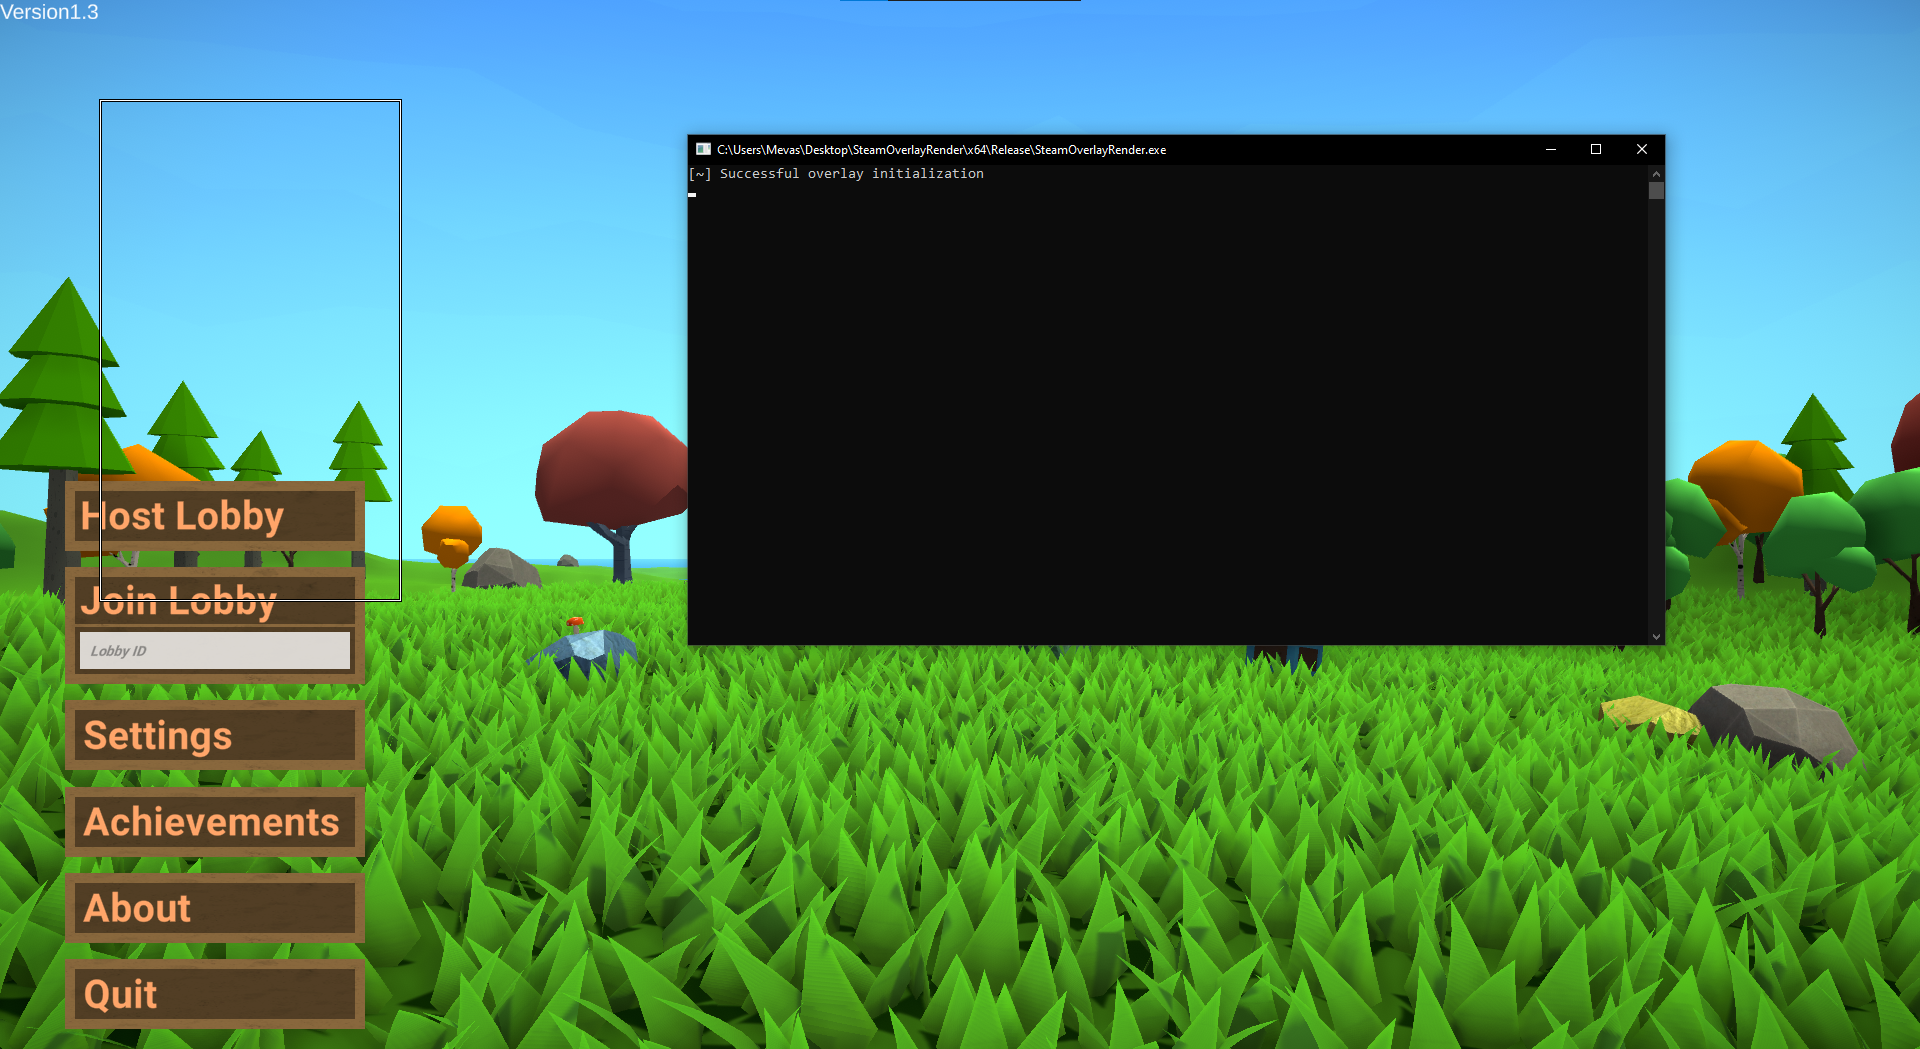 Version1.3
C:\Users\Mevas\Desktop\SteamOverlayRender\x64\Release\SteamOverlayRender.exe
[~] Successful overlay initialization
Host Lobby
Join Lobby
Lobby ID
Settings
Achievements
About
Quit